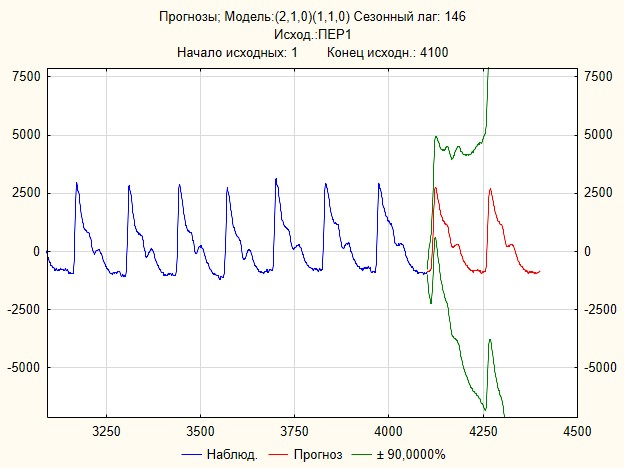 Прогнозы; Модель:(2,1,0)(1,1,0) Сезонный лаг: 146
Исход.:ПЕР1
Начало исходных: 1 Конец исходн.: 4100
7500 7500
5000 5000
2500 2500
0 0
-2500 -2500
-5000 -5000
3250 3500 3750 4000 4250 4500
Наблюд. Прогноз ± 90,0000%